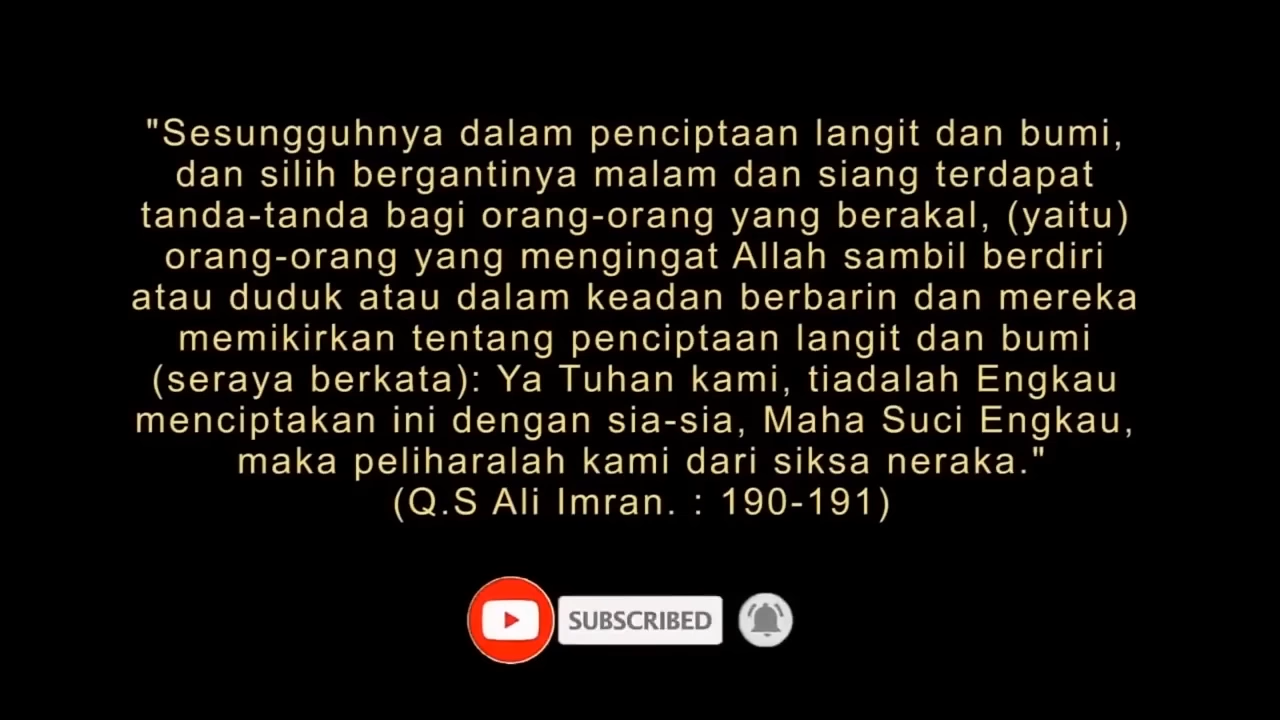 "Sesungguhnya dalam penciptaan langit dan bumi,
dan silih bergantinya malam dan siang terdapat
tanda-tanda bagi orang-orang yang berakal, (yaitu)
orang-orang yang mengingat Allah sambil berdiri
atau duduk atau dalam keadan berbarin dan mereka
memikirkan tentang penciptaan langit dan bumi
(seraya berkata): Ya Tuhan kami, tiadalah Engkau
menciptakan ini dengan sia-sia, Maha Suci Engkau,
maka peliharalah kami dari siksa neraka."
(Q.S Ali Imran. : 190-191)
SUBSCRIBED